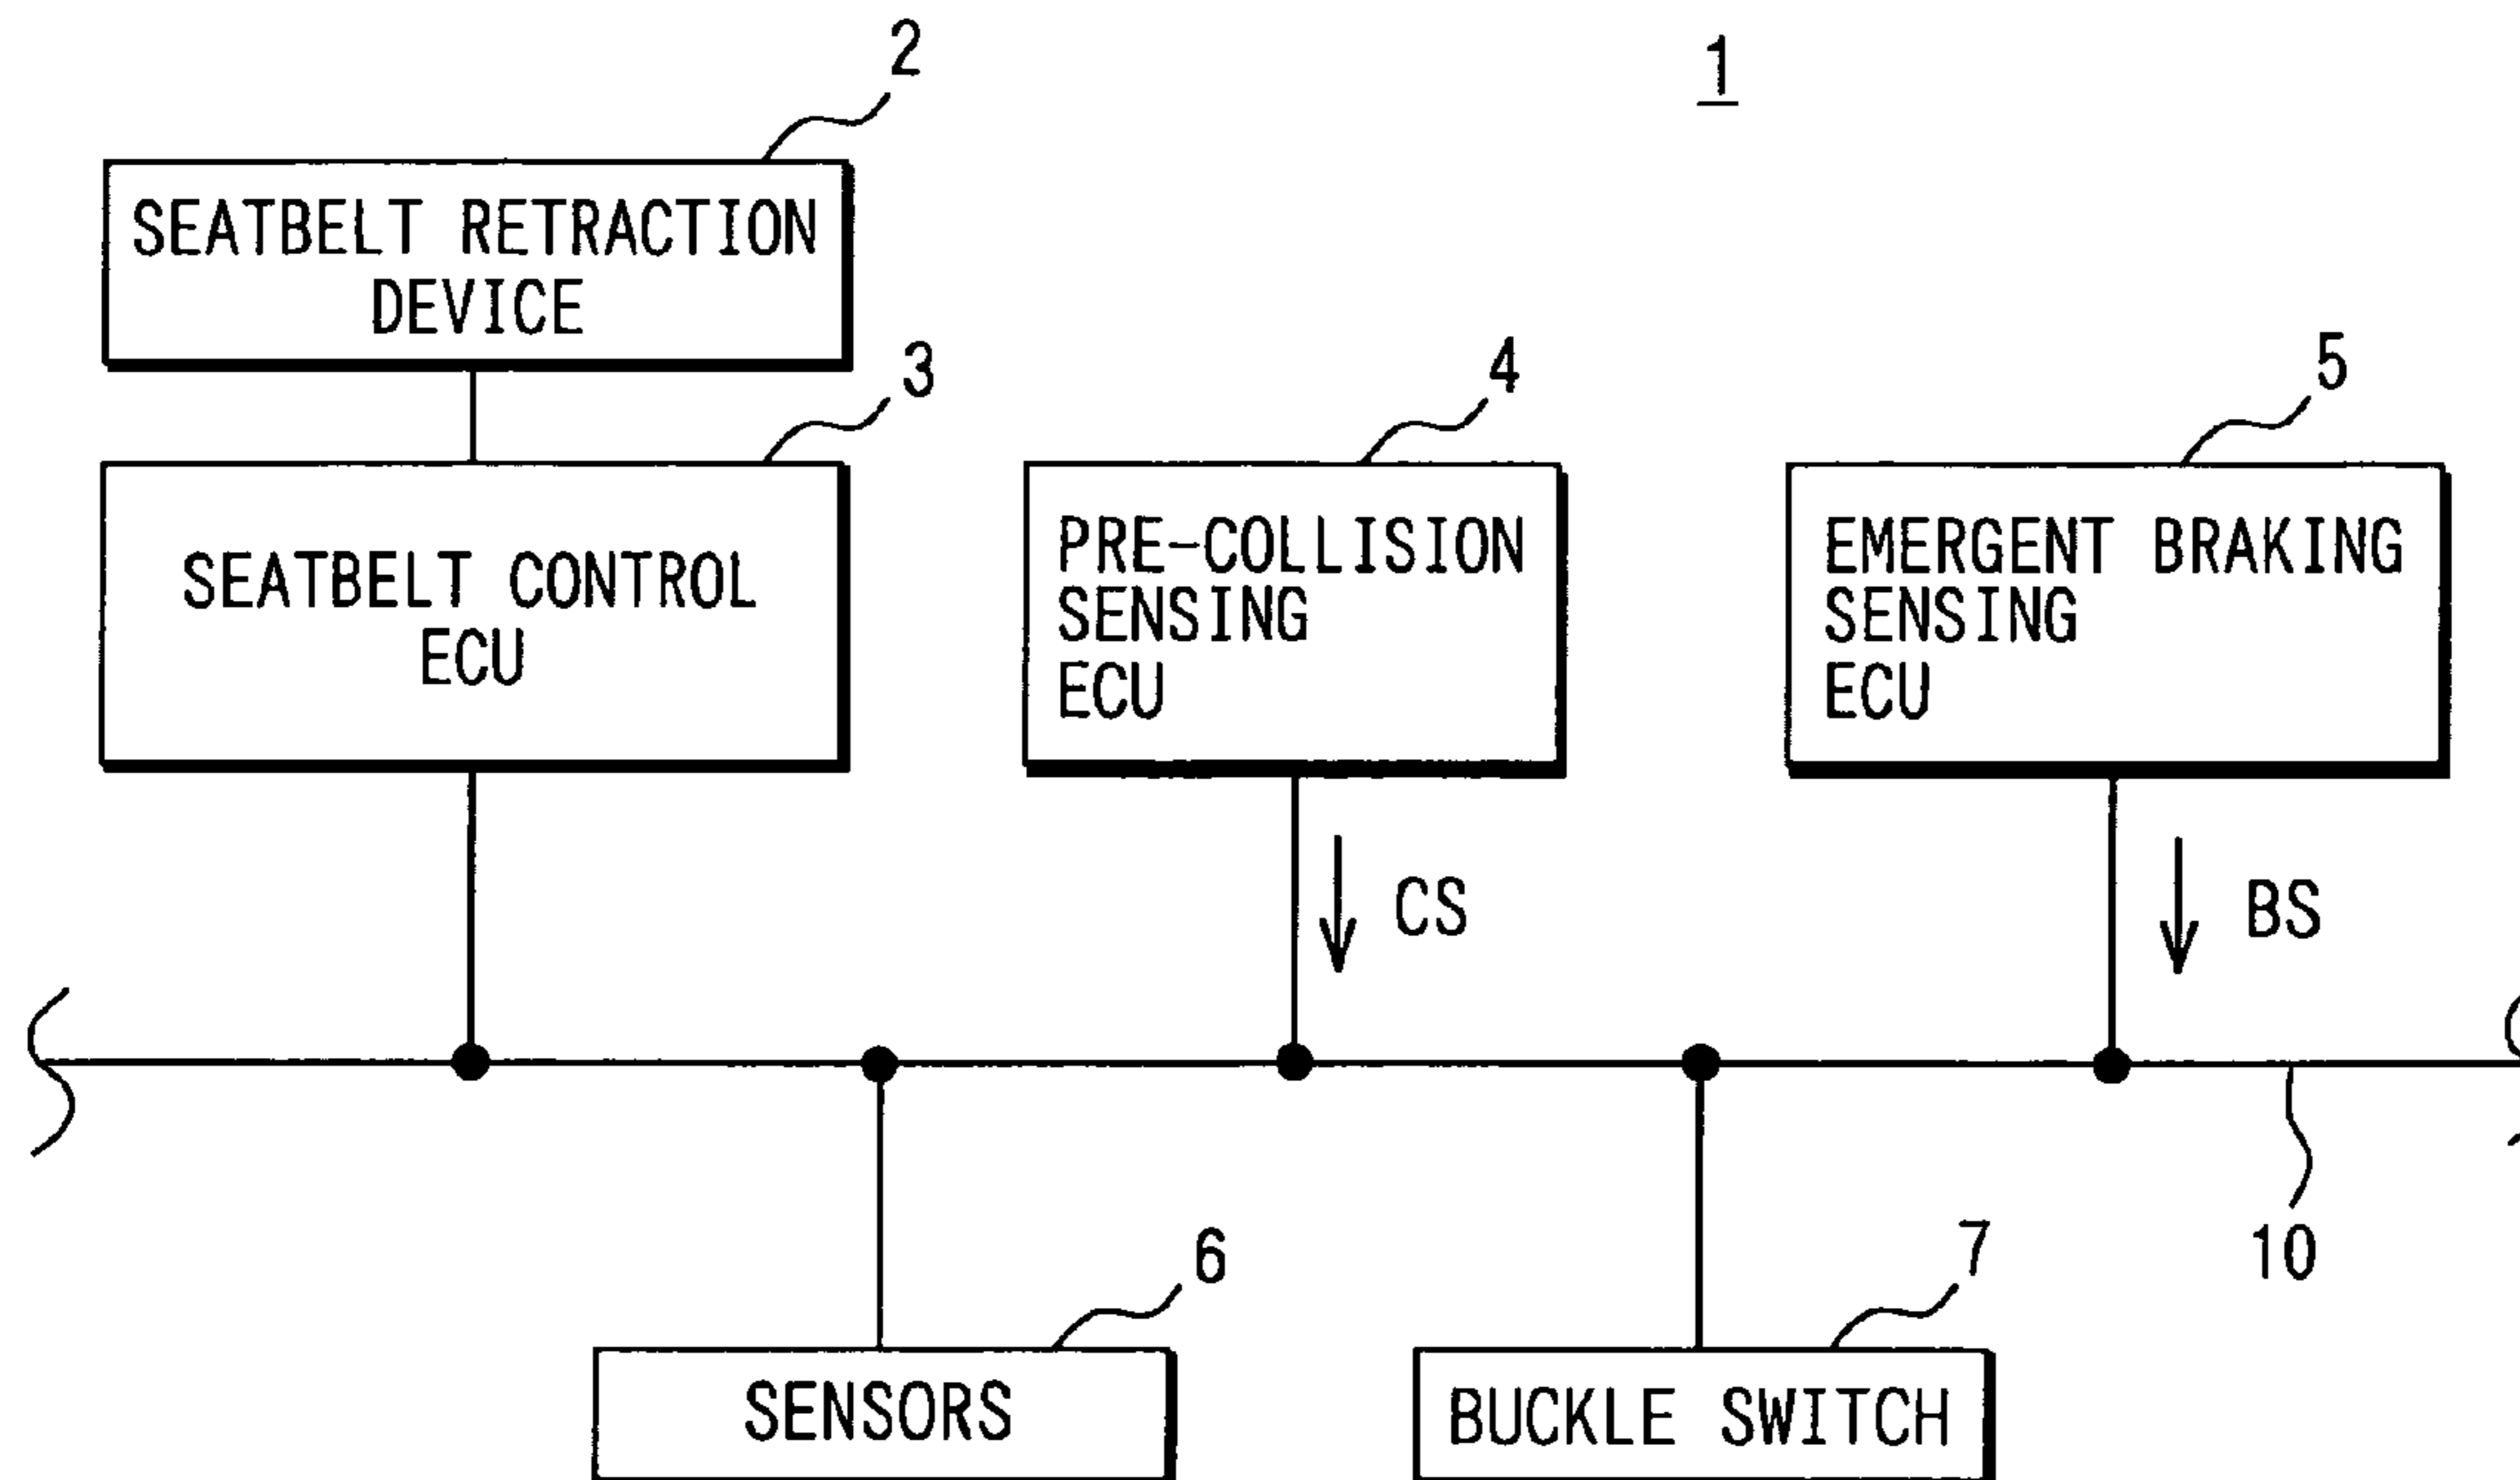 2
1
SEATBELT RETRACTION
DEVICE
3
4
5
SEATBELT CONTROL
ECU
PRE-COLLISION
SENSING
ECU
EMERGENT BRAKING
SENSING
ECU
CS
BS
10
6
7
SENSORS
BUCKLE SWITCH